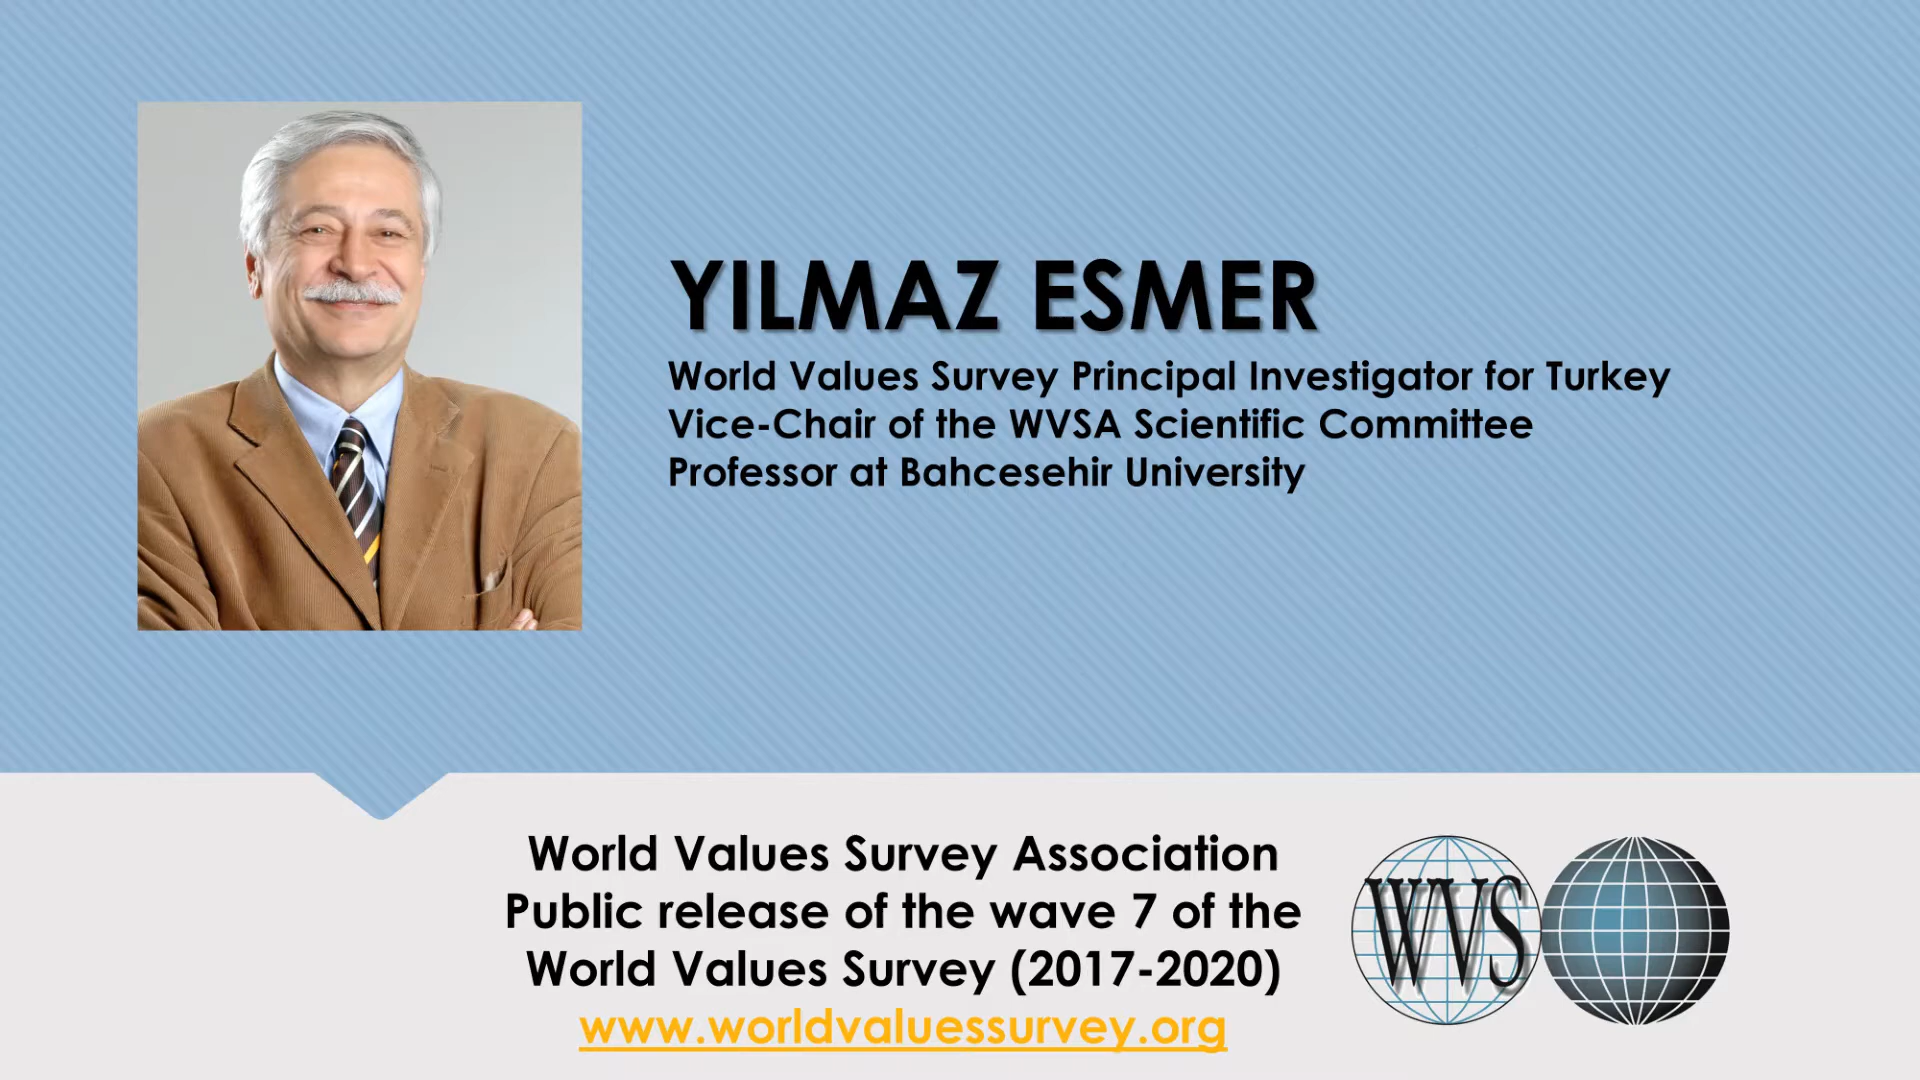 YILMAZ ESMER
World Values Survey Principal Investigator for Turkey
Vice-Chair of the WVSA Scientific Committee
Professor at Bahcesehir University
World Values Survey Association
Public release of the wave 7 of the
World Values Survey (2017-2020)
www.worldvaluessurvey.org
WVS